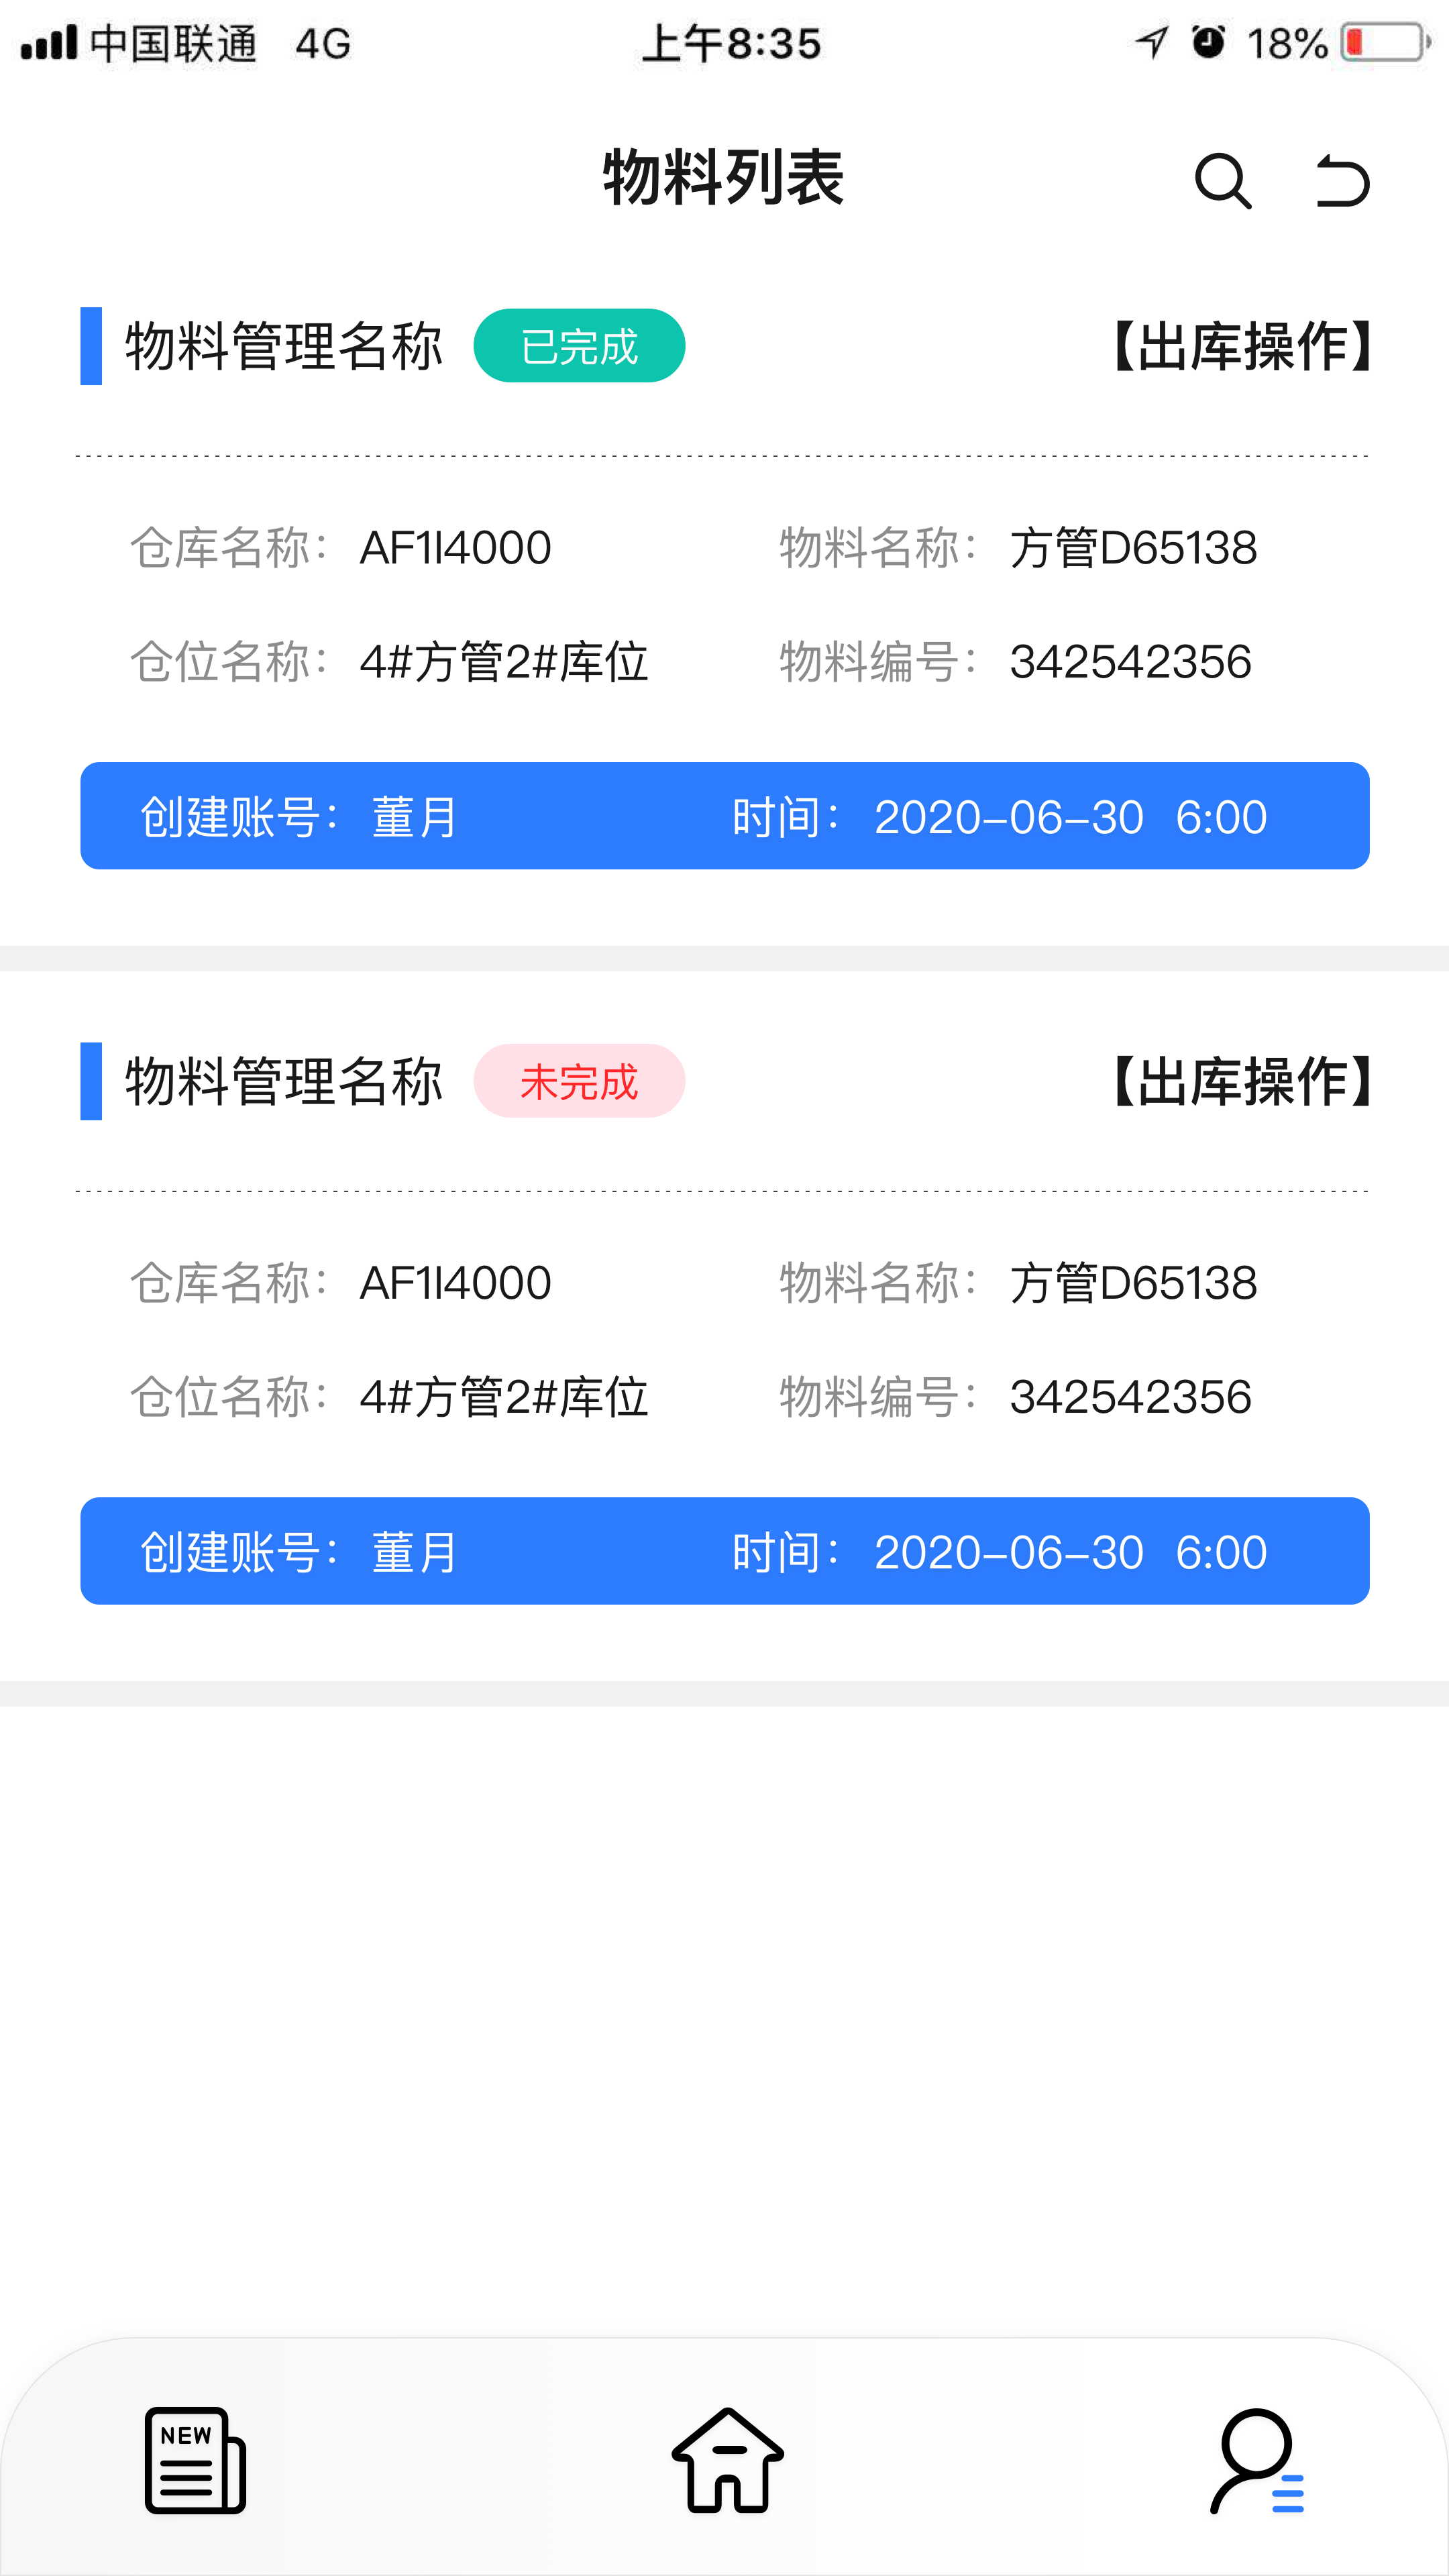 中国联通 4G 上午8:35 18%
物料列表
物料管理名称 已完成 【出库操作】
仓库名称： AF1I4000 物料名称： 方管D65138
仓位名称： 4#方管2#库位 物料编号： 342542356
创建账号： 董月 时间： 2020-06-30 6:00
物料管理名称 未完成 【出库操作】
仓库名称： AF1I4000 物料名称： 方管D65138
仓位名称： 4#方管2#库位 物料编号： 342542356
创建账号： 董月 时间： 2020-06-30 6:00
NEW